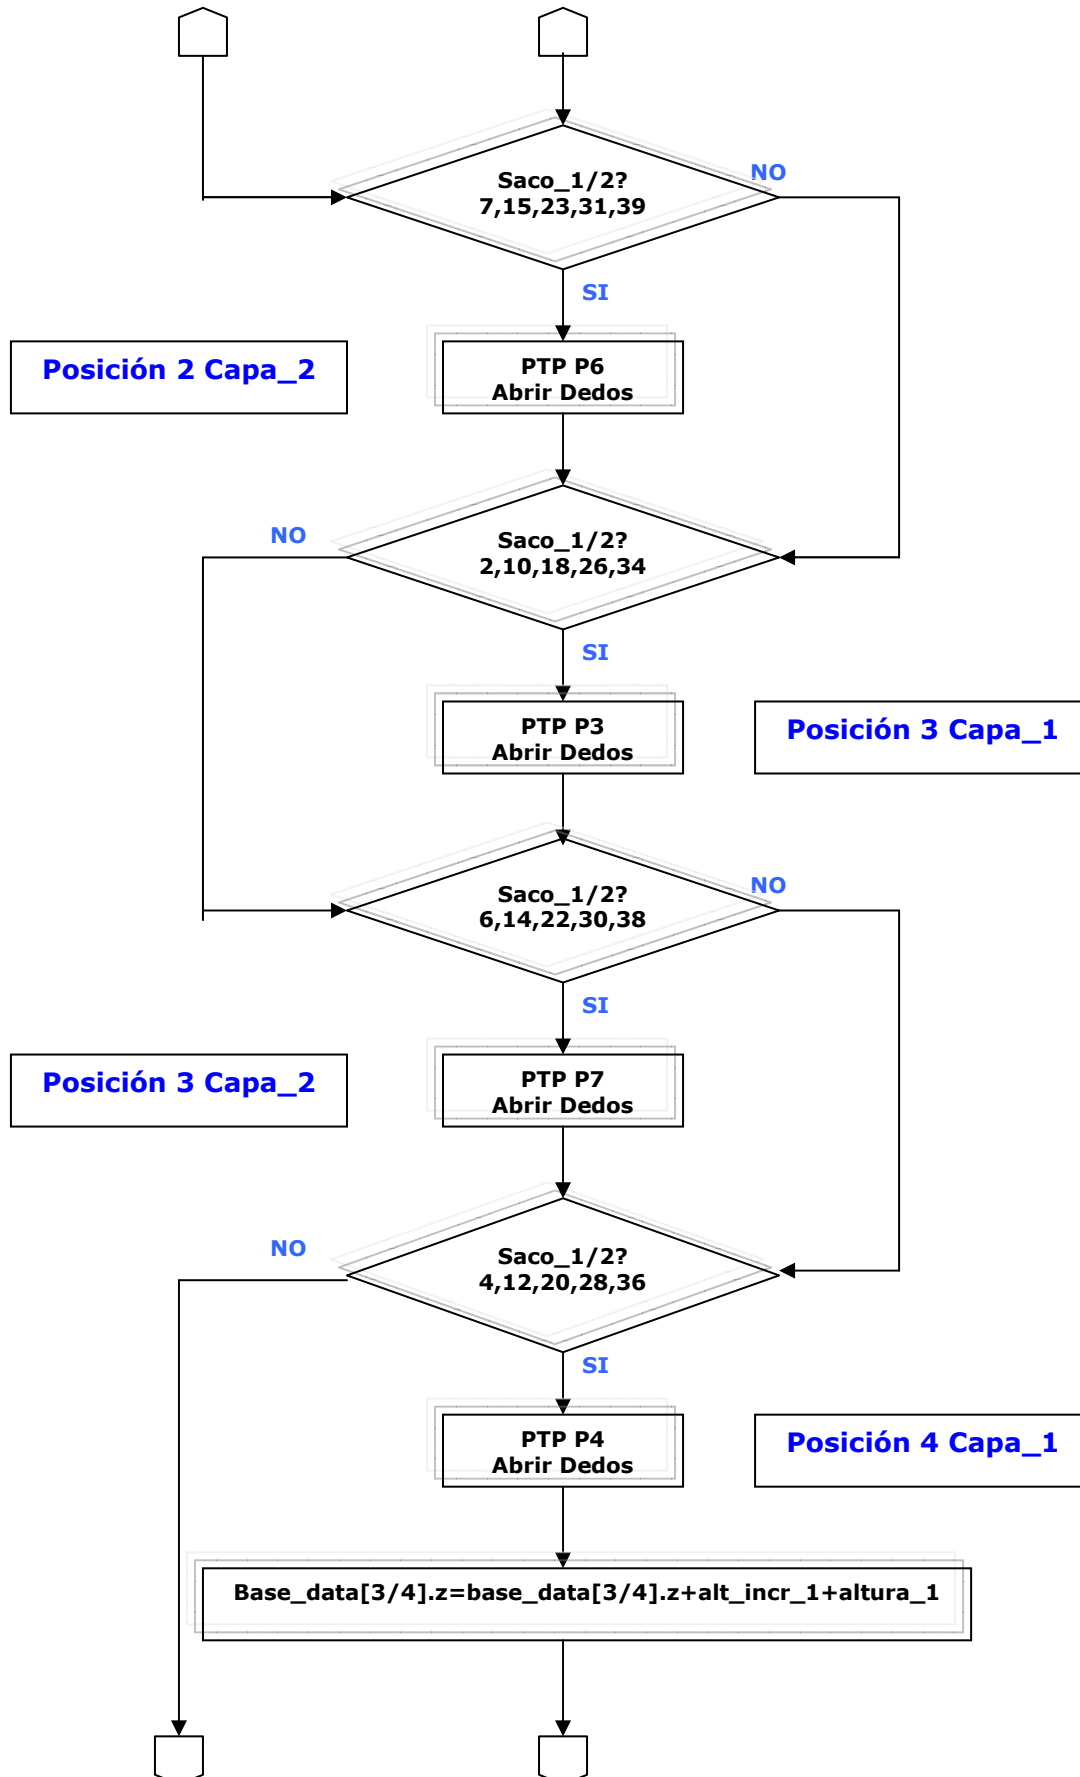 Saco_1/2?
7,15,23,31,39
NO
SI
Posición 2 Capa_2
PTP P6
Abrir Dedos
NO
Saco_1/2?
2,10,18,26,34
SI
PTP P3
Abrir Dedos
Posición 3 Capa_1
Saco_1/2?
6,14,22,30,38
NO
SI
Posición 3 Capa_2
PTP P7
Abrir Dedos
NO
Saco_1/2?
4,12,20,28,36
SI
PTP P4
Abrir Dedos
Posición 4 Capa_1
Base_data[3/4].z=base_data[3/4].z+alt_incr_1+altura_1